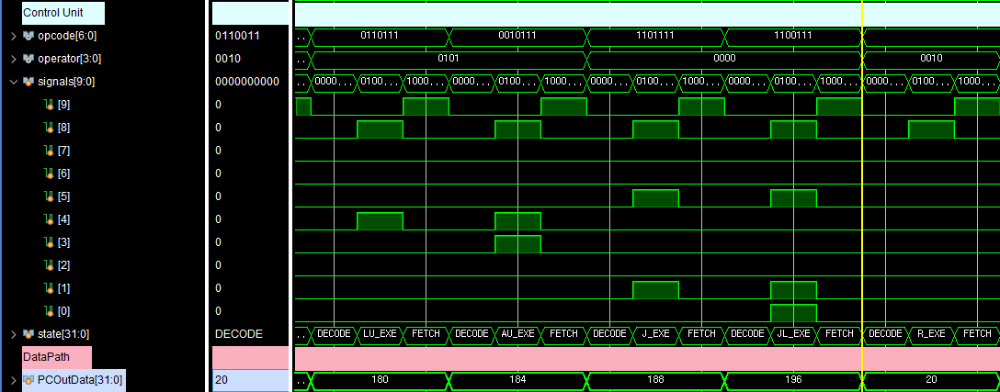 Control Unit
opcode[6:0] 0110011 0110111 0010111 1101111 1100111
operator[3:0] 0010 ... 0101 0000 0010
signals[9:0] 0000000000 ... 0000... 0100... 1000... 0000... 0100... 1000... 0000... 0100... 1000... 0000... 0100... 1000... 0000... 0100... 1000...
[9] 0
[8] 0
[7] 0
[6] 0
[5] 0
[4] 0
[3] 0
[2] 0
[1] 0
[0] 0
state[31:0] DECODE ... DECODE LU_EXE FETCH DECODE AU_EXE FETCH DECODE J_EXE FETCH DECODE JL_EXE FETCH DECODE R_EXE FETCH
DataPath
PCOutData[31:0] 20 ... 180 184 188 196 20